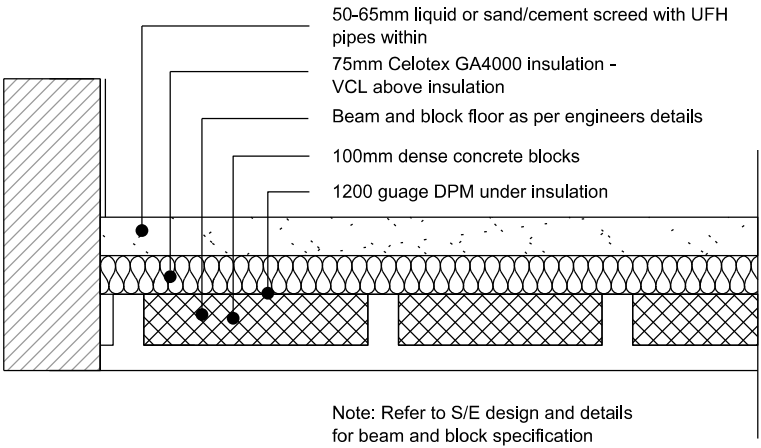 50-65mm liquid or sand/cement screed with UFH
pipes within
75mm Celotex GA4000 insulation -
VCL above insulation
Beam and block floor as per engineers details
100mm dense concrete blocks
1200 guage DPM under insulation
Note: Refer to S/E design and details
for beam and block specification